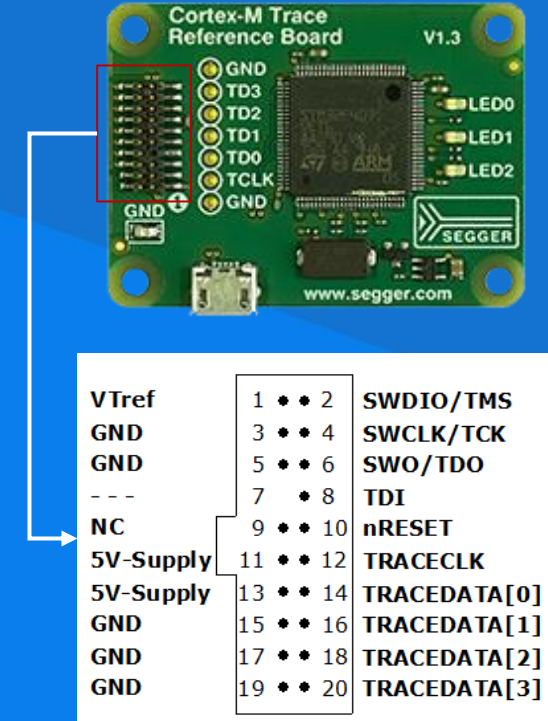 Cortex-M Trace
Reference Board
V1.3
GND
TD3
TD2
TD1
TD0
TCLK
GND
LED0
LED1
LED2
ARM
GND
1
SEGGER
www.segger.com
VTref 1 2 SWDIO/TMS
GND 3 4 SWCLK/TCK
GND 5 6 SWO/TDO
- - - 7 8 TDI
NC 9 10 nRESET
5V-Supply 11 12 TRACECLK
5V-Supply 13 14 TRACEDATA[0]
GND 15 16 TRACEDATA[1]
GND 17 18 TRACEDATA[2]
GND 19 20 TRACEDATA[3]